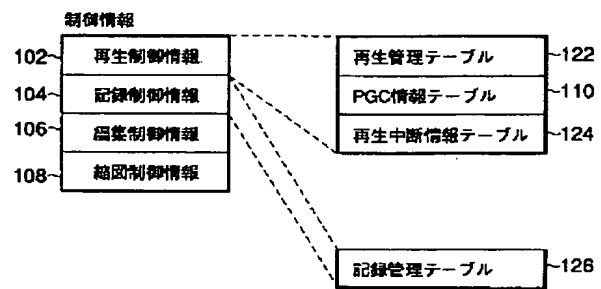 制御情報
102 再生制御情報
104 記録制御情報
106 編集制御情報
108 縮図制御情報
再生管理テーブル 122
PGC情報テーブル 110
再生中断情報テーブル 124
記録管理テーブル 126